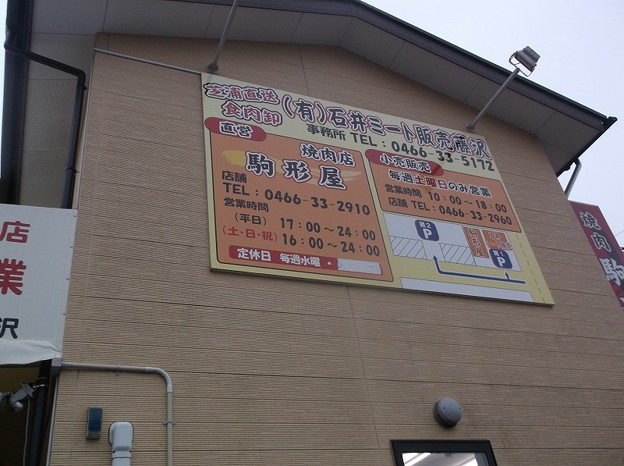 芝浦直送
食肉卸
(有)石井ミート販売藤沢
事務所 TEL:0466-33-5172
直営
焼肉店
駒形屋
店舗
TEL:0466-33-2910
営業時間
(平日) 17:00~24:00
(土・日・祝) 16:00~24:00
定休日 毎週水曜・
小売販売
毎週土曜日のみ営業
営業時間 10:00~18:00
店舗 TEL:0466-33-2960
第2
P
第1
P
店
業
沢
焼肉
駒